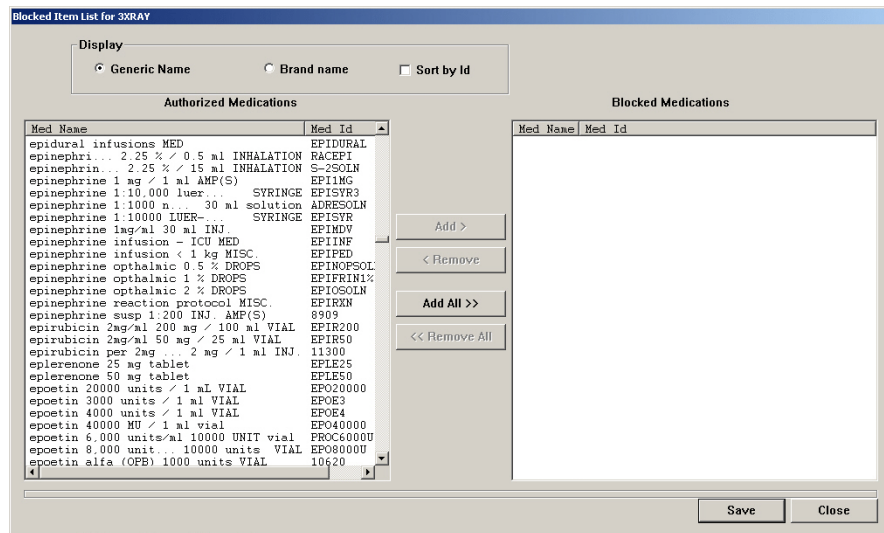 Blocked Item List for 3XRAY
Display
Generic Name Brand name Sort by Id
Authorized Medications Blocked Medications
Med Name Med Id
epidural infusions MED EPIDURAL
epinephri... 2.25 % / 0.5 ml INHALATION RACEPI
epinephrin... 2.25 % / 15 ml INHALATION S-2SOLN
epinephrine 1 mg / 1 ml AMP(S) EPI1MG
epinephrine 1:10,000 luer... SYRINGE EPISYR3
epinephrine 1:1000 n... 30 ml solution ADRESOLN
epinephrine 1:10000 LUER-... SYRINGE EPISYR
epinephrine 1mg/ml 30 ml INJ. EPIMDV
epinephrine infusion - ICU MED EPIINF
epinephrine infusion < 1 kg MISC. EPIPED
epinephrine opthalmic 0.5 % DROPS EPINOPSOL
epinephrine opthalmic 1 % DROPS EPIFRIN1%
epinephrine opthalmic 2 % DROPS EPIOSOLN
epinephrine reaction protocol MISC. EPIRXN
epinephrine susp 1:200 INJ. AMP(S) 8909
epirubicin 2mg/ml 200 mg / 100 ml VIAL EPIR200
epirubicin 2mg/ml 50 mg / 25 ml VIAL EPIR50
epirubicin per 2mg ... 2 mg / 1 ml INJ. 11300
eplerenone 25 mg tablet EPLE25
eplerenone 50 mg tablet EPLE50
epoetin 20000 units / 1 mL VIAL EPO20000
epoetin 3000 units / 1 ml VIAL EPOE3
epoetin 4000 units / 1 ml VIAL EPOE4
epoetin 40000 MU / 1 ml vial EPO40000
epoetin 6,000 units/ml 10000 UNIT vial PROC6000U
epoetin 8,000 unit... 10000 units VIAL EPO8000U
epoetin alfa (OPB) 1000 units VIAL 10620
Add >
< Remove
Add All >>
<< Remove All
Med Name Med Id
Save Close